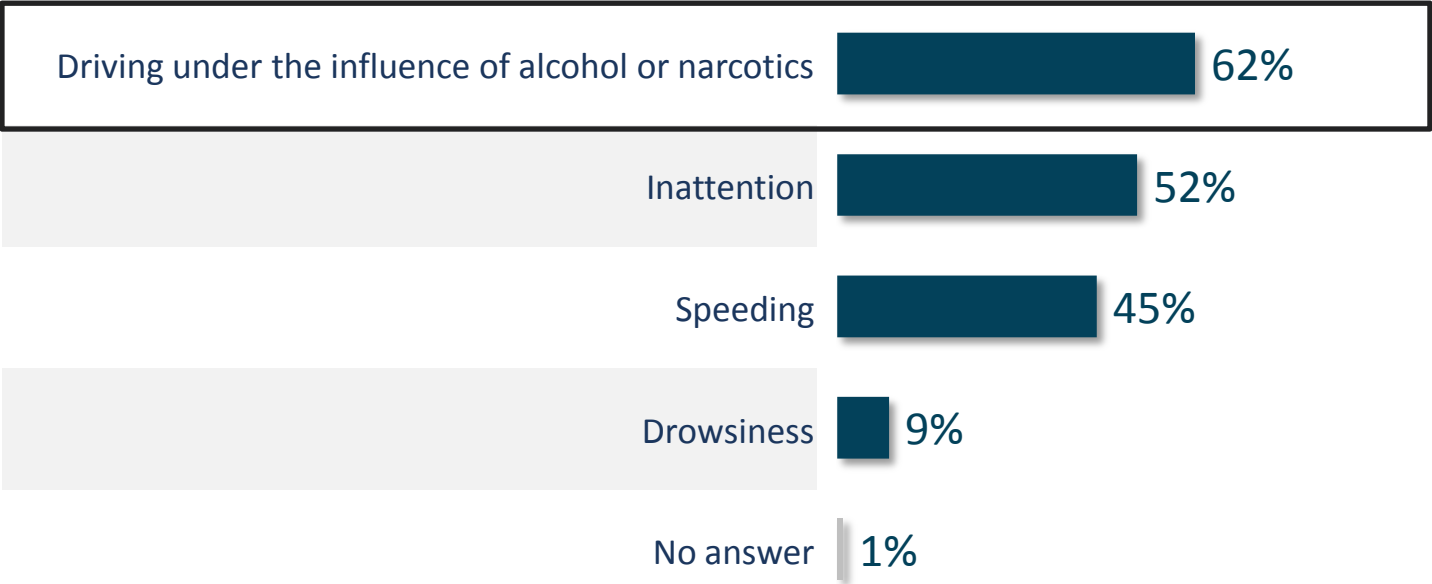 Driving under the influence of alcohol or narcotics 62%
Inattention 52%
Speeding 45%
Drowsiness 9%
No answer 1%